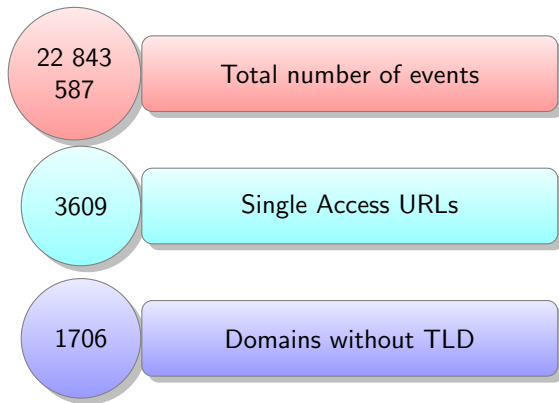 22 843
587
Total number of events
3609
Single Access URLs
1706
Domains without TLD